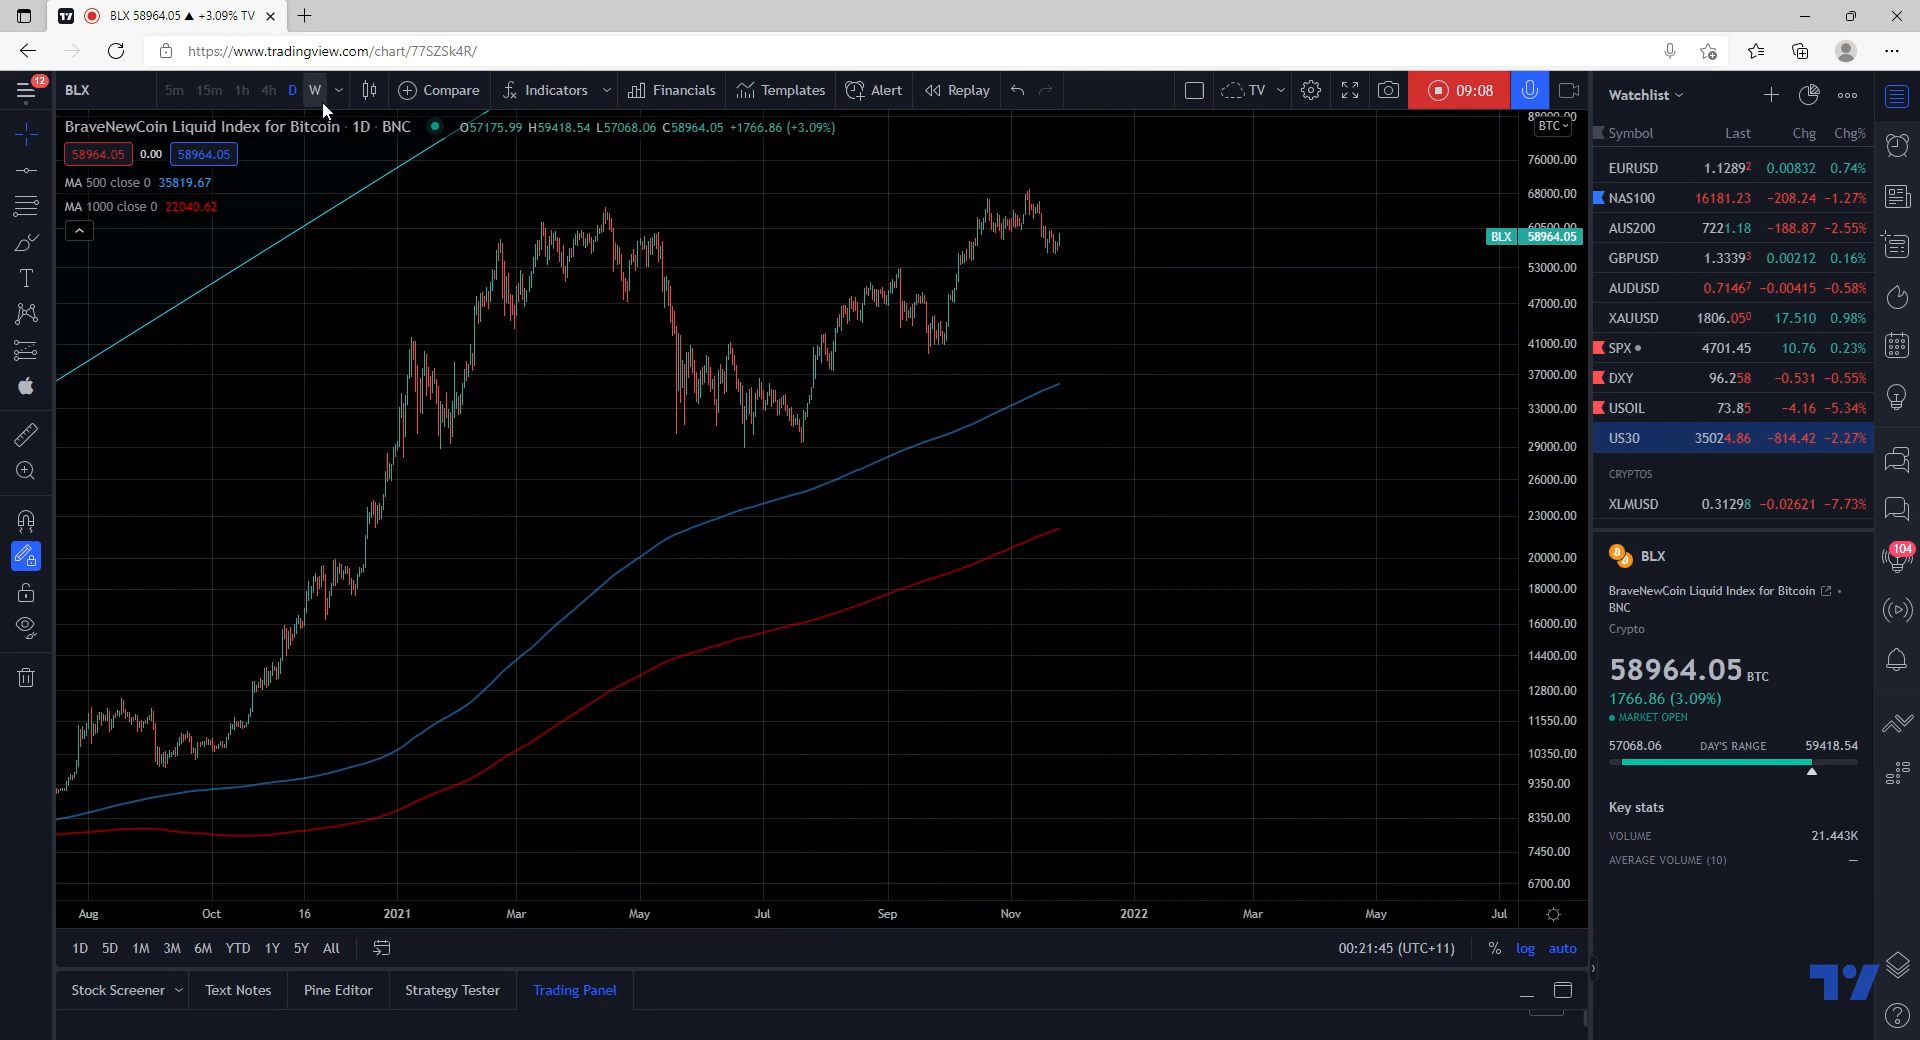 BLX 58964.05 ▲ +3.09% TV
https://www.tradingview.com/chart/77SZSk4R/
12
BLX
5m 15m 1h 4h D W
Compare
Indicators
Financials
Templates
Alert
Replay
TV
09:08
BraveNewCoin Liquid Index for Bitcoin · 1D · BNC
O57175.99 H59418.54 L57068.06 C58964.05 +1766.86 (+3.09%)
58964.05 0.00 58964.05
MA 500 close 0 35819.67
MA 1000 close 0 22040.62
BTC
76000.00
68000.00
BLX 58964.05
53000.00
47000.00
41000.00
37000.00
33000.00
29000.00
26000.00
23000.00
20000.00
18000.00
16000.00
14400.00
12800.00
11550.00
10350.00
9350.00
8350.00
7450.00
6700.00
Aug Oct 16 2021 Mar May Jul Sep Nov 2022 Mar May Jul
1D 5D 1M 3M 6M YTD 1Y 5Y All
00:21:45 (UTC+11) % log auto
Stock Screener Text Notes Pine Editor Strategy Tester Trading Panel
Watchlist
Symbol Last Chg Chg%
EURUSD 1.12892 0.00832 0.74%
NAS100 16181.23 −208.24 −1.27%
AUS200 7221.18 −188.87 −2.55%
GBPUSD 1.33393 0.00212 0.16%
AUDUSD 0.71467 −0.00415 −0.58%
XAUUSD 1806.050 17.510 0.98%
SPX 4701.45 10.76 0.23%
DXY 96.258 −0.531 −0.55%
USOIL 73.85 −4.16 −5.34%
US30 35024.86 −814.42 −2.27%
CRYPTOS
XLMUSD 0.31298 −0.02621 −7.73%
BLX
BraveNewCoin Liquid Index for Bitcoin
BNC
Crypto
58964.05 BTC
1766.86 (3.09%)
MARKET OPEN
57068.06 DAY'S RANGE 59418.54
Key stats
VOLUME 21.443K
AVERAGE VOLUME (10) —
104